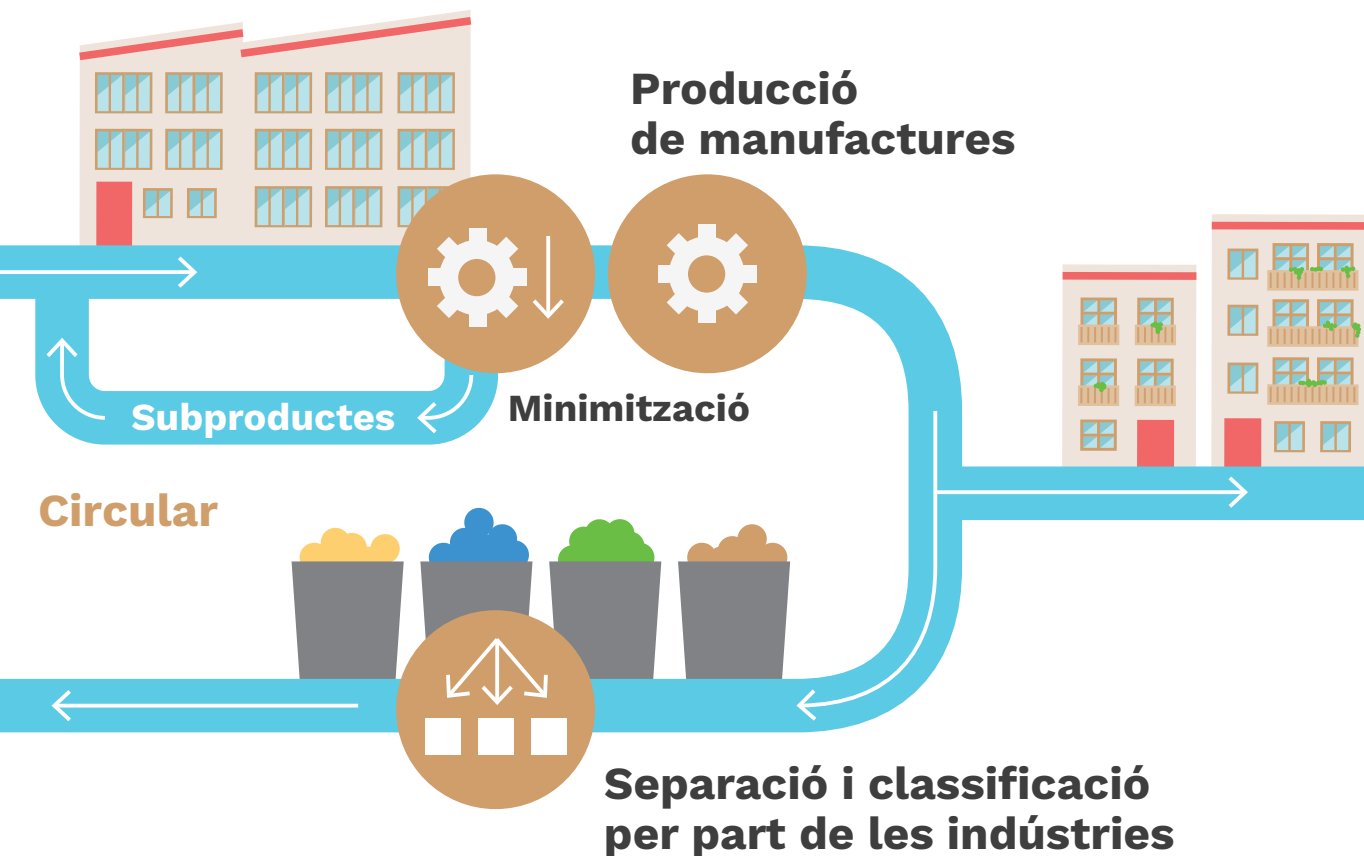 Producció
de manufactures
Minimització
Subproductes
Circular
Separació i classificació
per part de les indústries